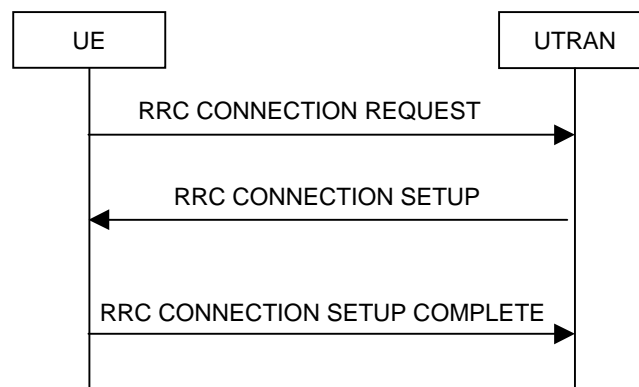 UE
UTRAN
RRC CONNECTION REQUEST
RRC CONNECTION SETUP
RRC CONNECTION SETUP COMPLETE